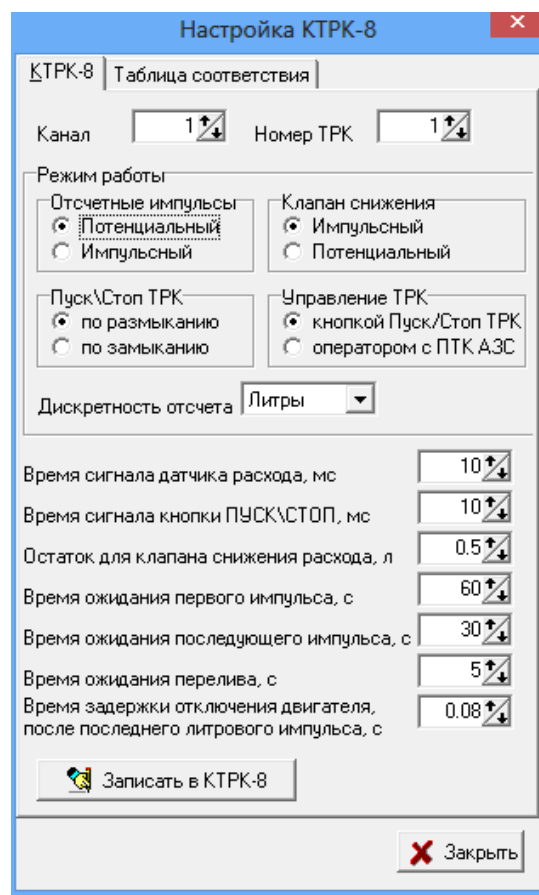 Настройка КТРК-8
КТРК-8 Таблица соответствия
Канал 1 Номер ТРК 1
Режим работы
Отсчетные импульсы Клапан снижения
Потенциальный Импульсный
Импульсный Потенциальный
Пуск\Стоп ТРК Управление ТРК
по размыканию кнопкой Пуск/Стоп ТРК
по замыканию оператором с ПТК АЗС
Дискретность отсчета Литры
Время сигнала датчика расхода, мс 10
Время сигнала кнопки ПУСК\СТОП, мс 10
Остаток для клапана снижения расхода, л 0.5
Время ожидания первого импульса, с 60
Время ожидания последующего импульса, с 30
Время ожидания перелива, с 5
Время задержки отключения двигателя,
после последнего литрового импульса, с 0.08
Записать в КТРК-8
Закрыть